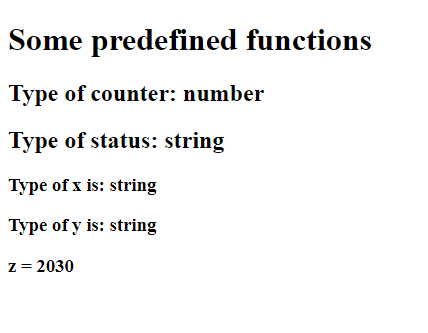 Some predefined functions
Type of counter: number
Type of status: string
Type of x is: string
Type of y is: string
z = 2030